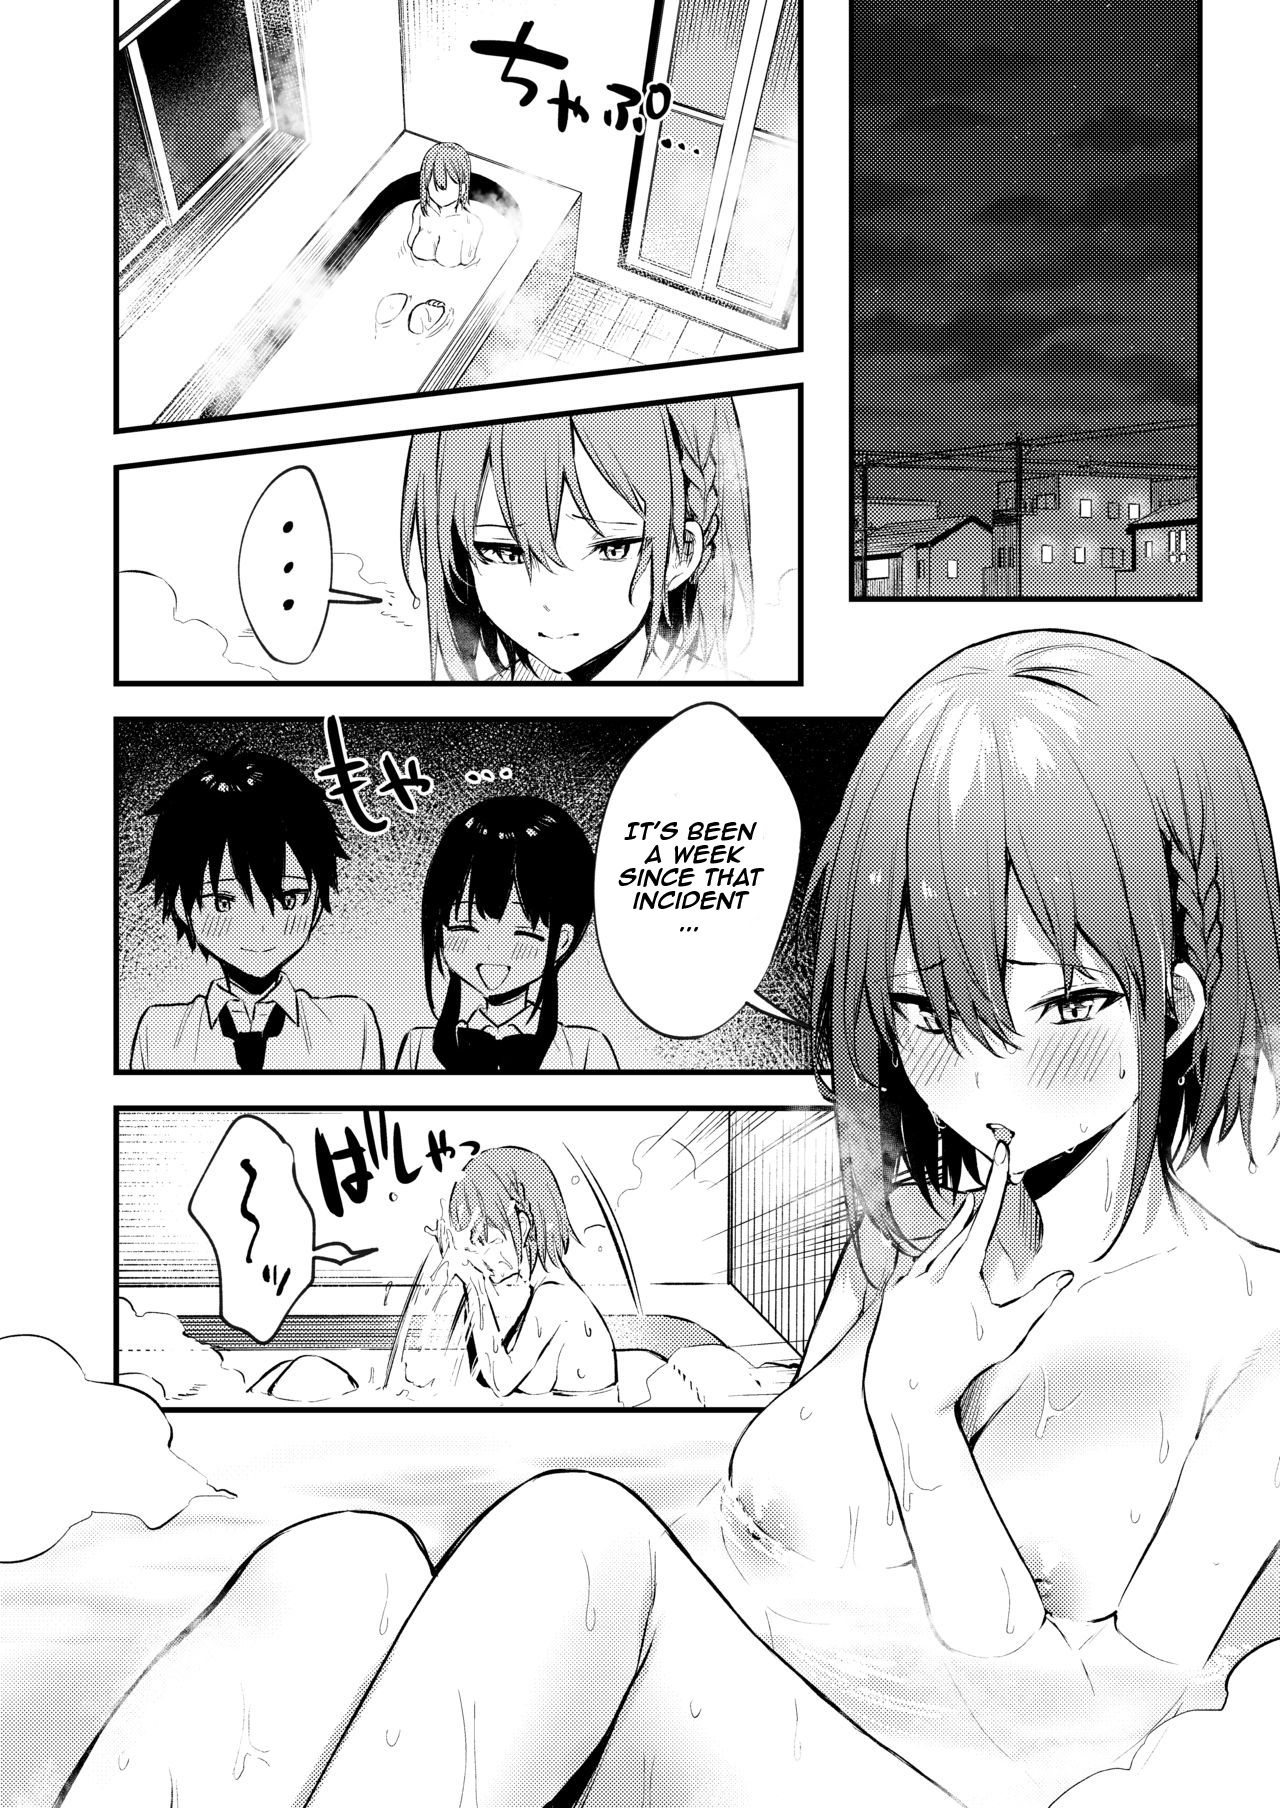 ちゃぷ…
...
もや…
IT'S BEEN
A WEEK
SINCE THAT
INCIDENT
...
ばしゃっ
〜ッ